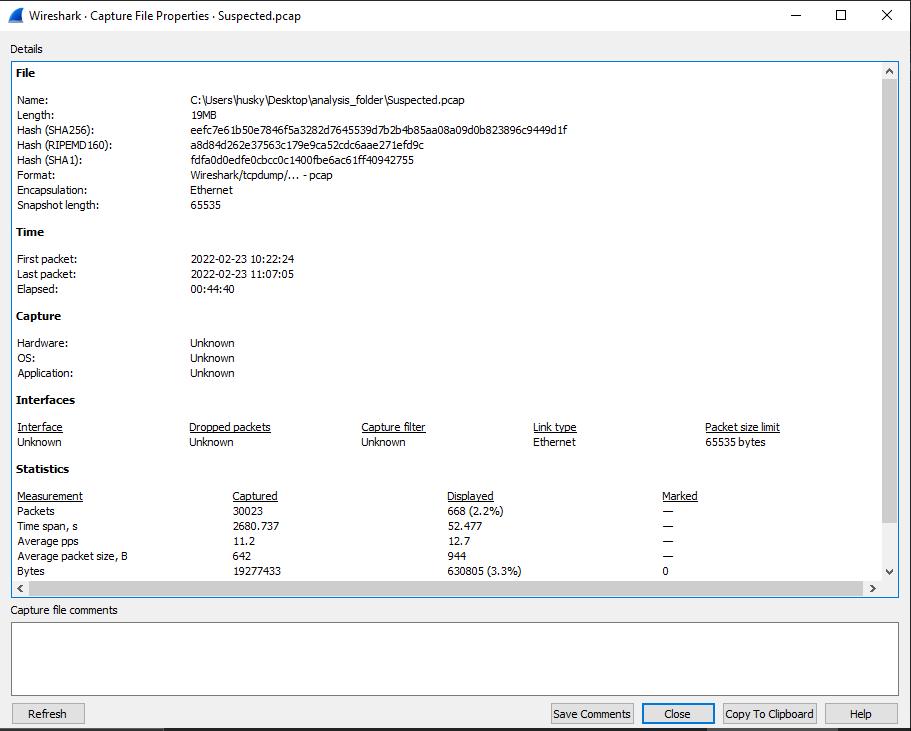 Wireshark · Capture File Properties · Suspected.pcap
Details
File
Name: C:\Users\husky\Desktop\analysis_folder\Suspected.pcap
Length: 19MB
Hash (SHA256): eefc7e61b50e7846f5a3282d7645539d7b2b4b85aa08a09d0b823896c9449d1f
Hash (RIPEMD160): a8d84d262e37563c179e9ca52cdc6aae271efd9c
Hash (SHA1): fdfa0d0edfe0cbcc0c1400fbe6ac61ff40942755
Format: Wireshark/tcpdump/... - pcap
Encapsulation: Ethernet
Snapshot length: 65535
Time
First packet: 2022-02-23 10:22:24
Last packet: 2022-02-23 11:07:05
Elapsed: 00:44:40
Capture
Hardware: Unknown
OS: Unknown
Application: Unknown
Interfaces
Interface Dropped packets Capture filter Link type Packet size limit
Unknown Unknown Unknown Ethernet 65535 bytes
Statistics
Measurement Captured Displayed Marked
Packets 30023 668 (2.2%) —
Time span, s 2680.737 52.477 —
Average pps 11.2 12.7 —
Average packet size, B 642 944 —
Bytes 19277433 630805 (3.3%) 0
Capture file comments
Refresh Save Comments Close Copy To Clipboard Help